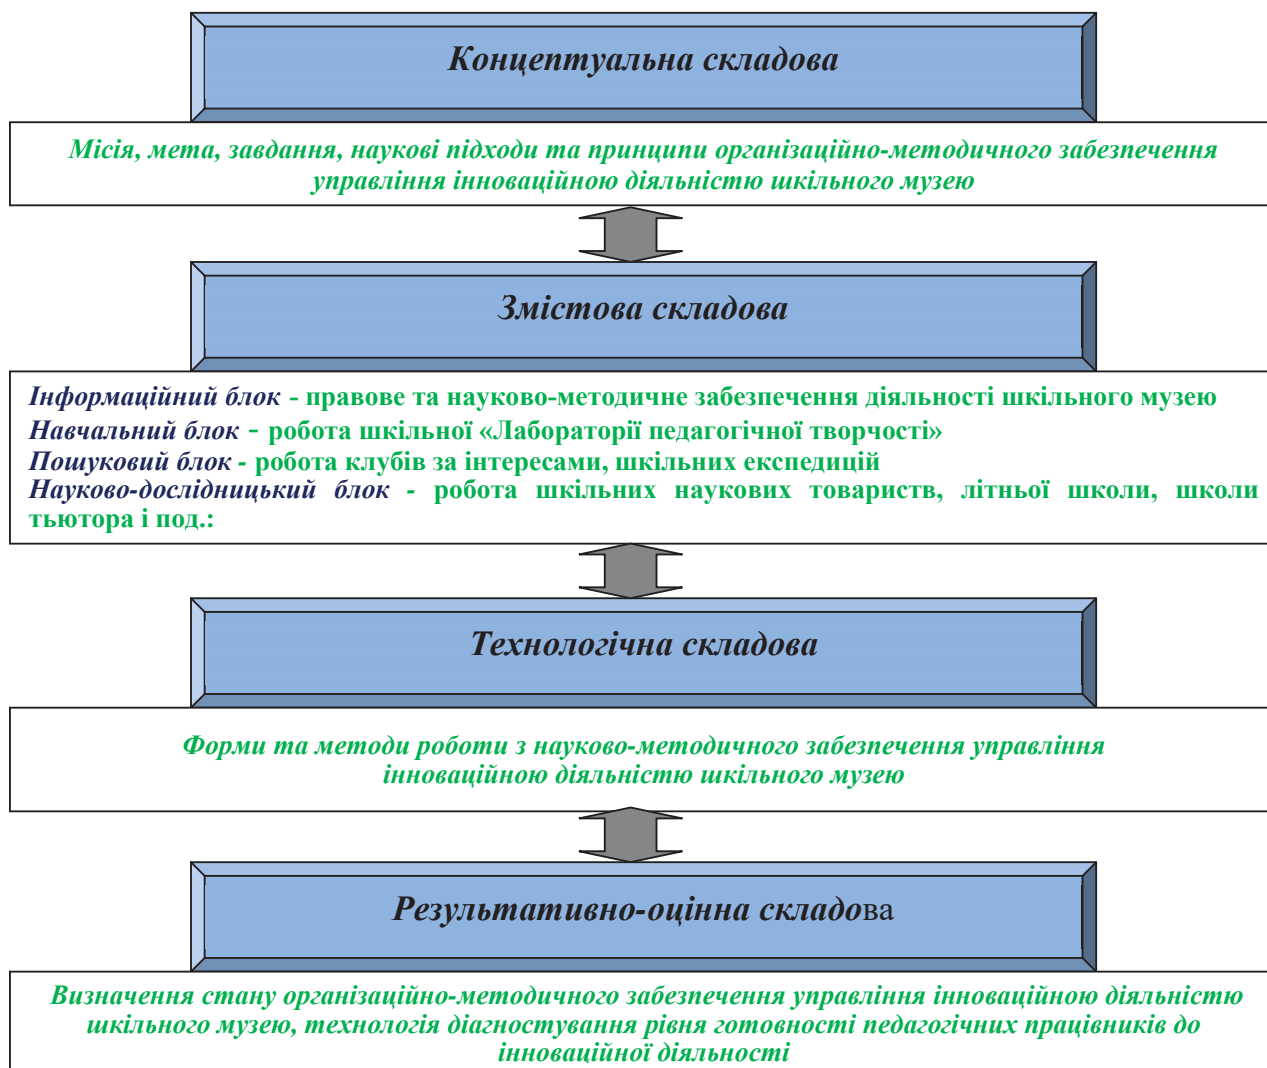 Концептуальна складова
Місія, мета, завдання, наукові підходи та принципи організаційно-методичного забезпечення
управління інноваційною діяльністю шкільного музею
Змістова складова
Інформаційний блок - правове та науково-методичне забезпечення діяльності шкільного музею
Навчальний блок - робота шкільної «Лабораторії педагогічної творчості»
Пошуковий блок - робота клубів за інтересами, шкільних експедицій
Науково-дослідницький блок - робота шкільних наукових товариств, літньої школи, школи
тьютора і под.:
Технологічна складова
Форми та методи роботи з науково-методичного забезпечення управління
інноваційною діяльністю шкільного музею
Результативно-оцінна складова
Визначення стану організаційно-методичного забезпечення управління інноваційною діяльністю
шкільного музею, технологія діагностування рівня готовності педагогічних працівників до
інноваційної діяльності